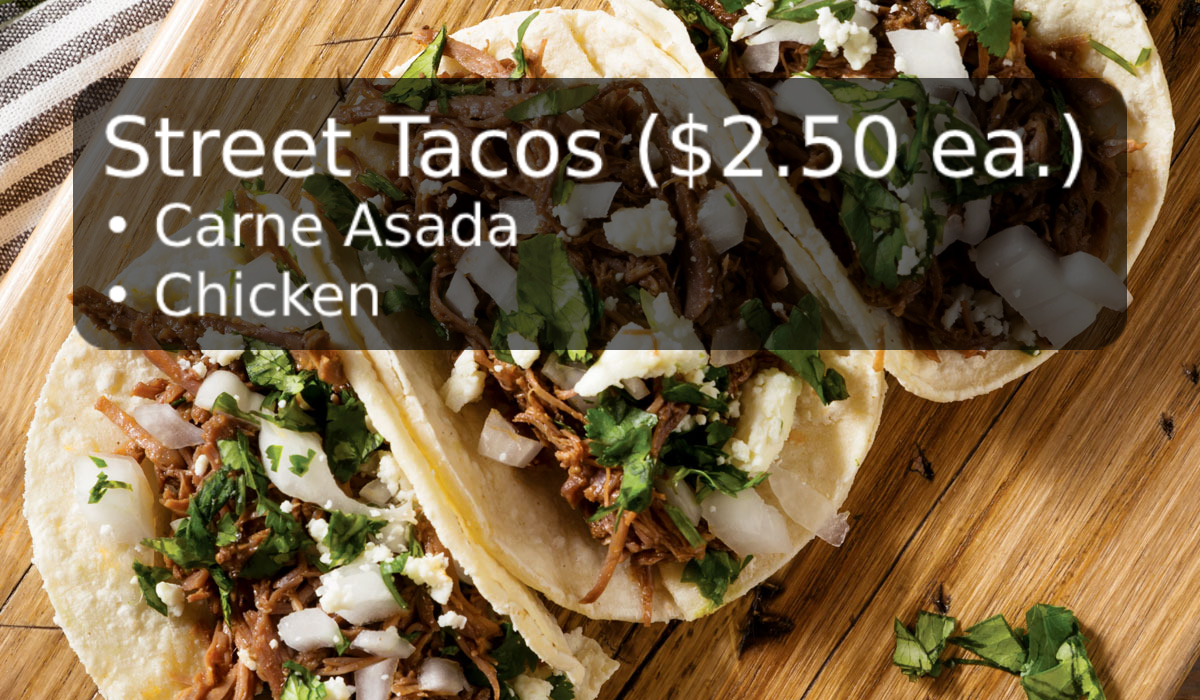 Street Tacos ($2.50 ea.)
• Carne Asada
• Chicken